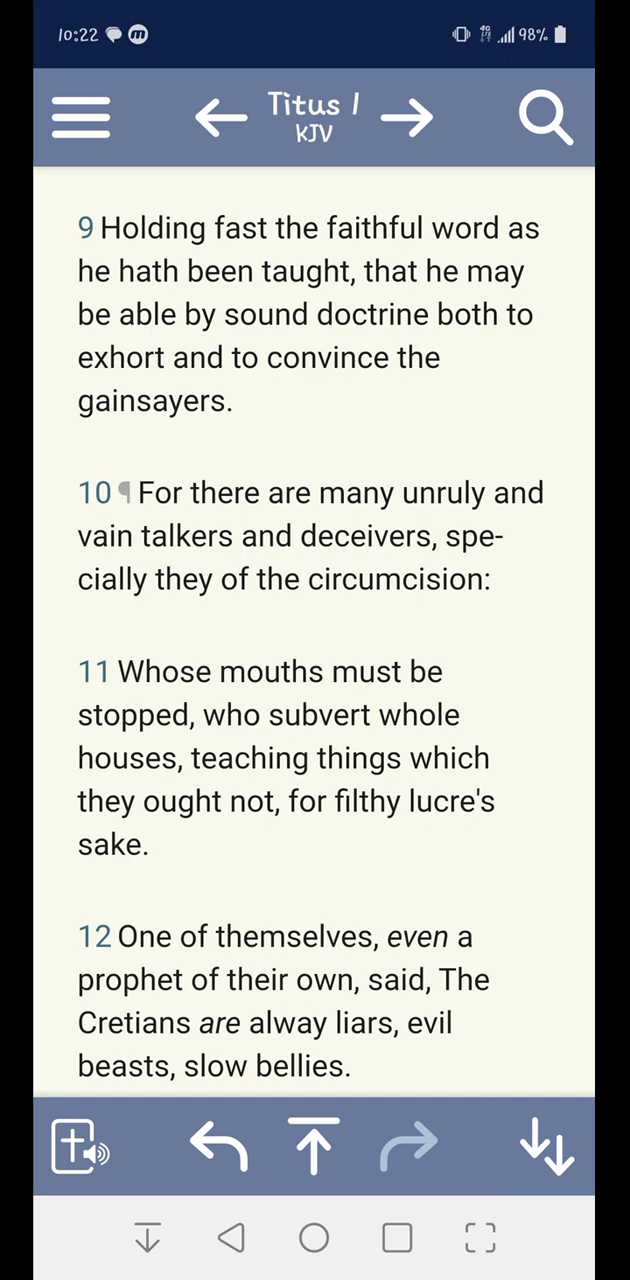 10:22
4G
98%
Titus 1
KJV
9 Holding fast the faithful word as
he hath been taught, that he may
be able by sound doctrine both to
exhort and to convince the
gainsayers.
10 ¶ For there are many unruly and
vain talkers and deceivers, spe-
cially they of the circumcision:
11 Whose mouths must be
stopped, who subvert whole
houses, teaching things which
they ought not, for filthy lucre's
sake.
12 One of themselves, even a
prophet of their own, said, The
Cretians are alway liars, evil
beasts, slow bellies.